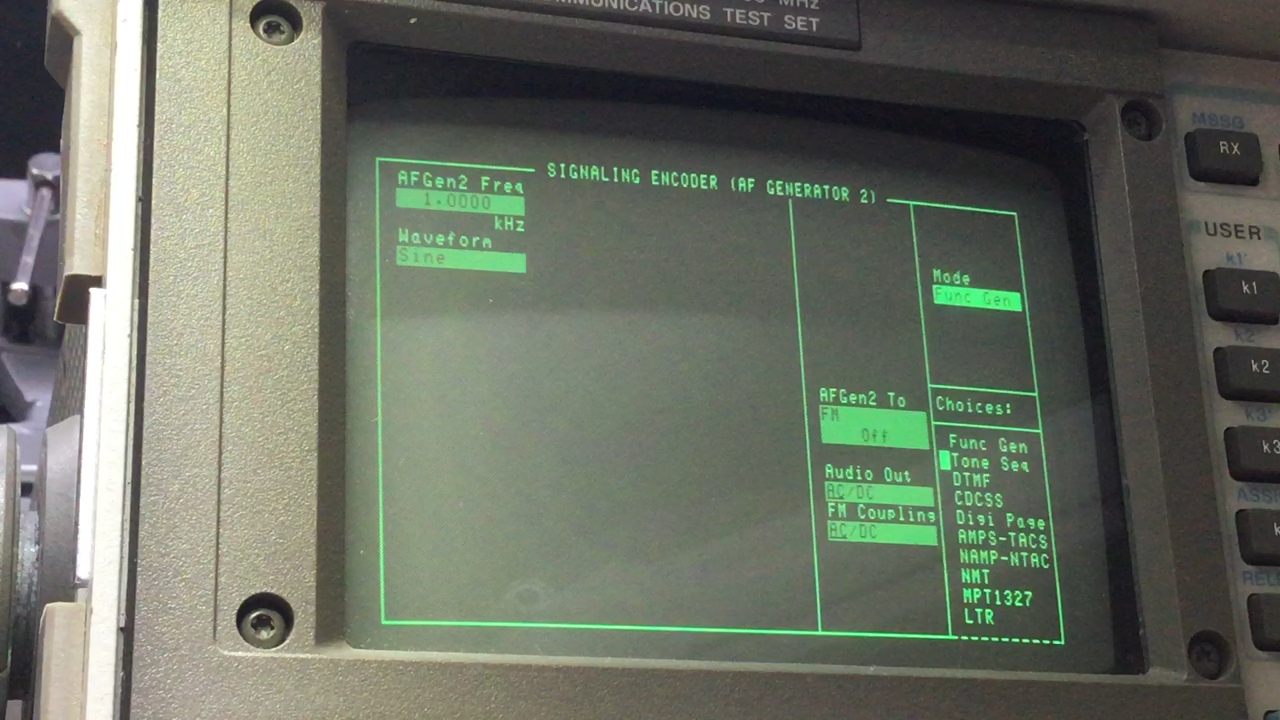 MHz
COMMUNICATIONS TEST SET
SIGNALING ENCODER (AF GENERATOR 2)
AFGen2 Freq
1.0000
kHz
Waveform
Sine
Mode
Func Gen
AFGen2 To
FM
Off
Audio Out
AC/DC
FM Coupling
AC/DC
Choices:
Func Gen
Tone Seq
DTMF
CDCSS
Digi Page
AMPS-TACS
NAMP-NTAC
NMT
MPT1327
LTR
MSSG
RX
USER
k1'
k1
k2'
k2
k3'
k3